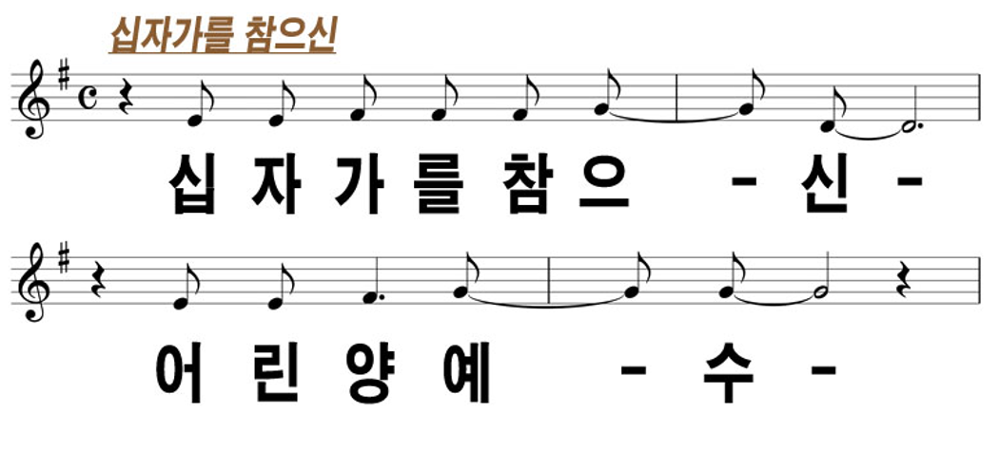 십자가를 참으신
십 자 가 를 참 으 - 신 -
어 린 양 예 - 수 -